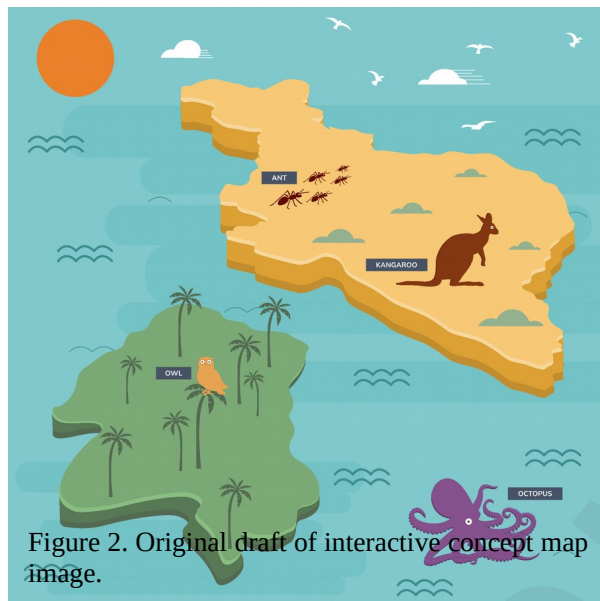 ANT
KANGAROO
OWL
OCTOPUS
Figure 2. Original draft of interactive concept map
image.